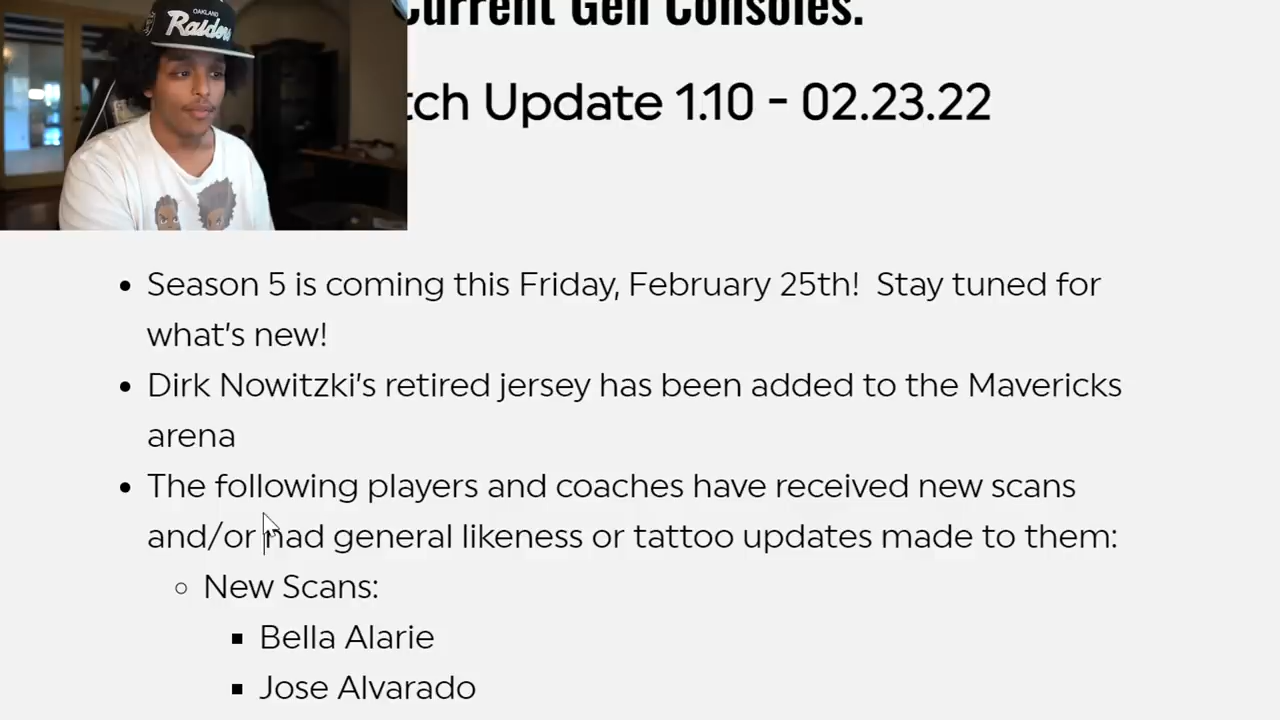 Current Gen Consoles.
OAKLAND
Raiders
tch Update 1.10 - 02.23.22
Season 5 is coming this Friday, February 25th! Stay tuned for
what's new!
Dirk Nowitzki's retired jersey has been added to the Mavericks
arena
The following players and coaches have received new scans
and/or had general likeness or tattoo updates made to them:
New Scans:
Bella Alarie
Jose Alvarado